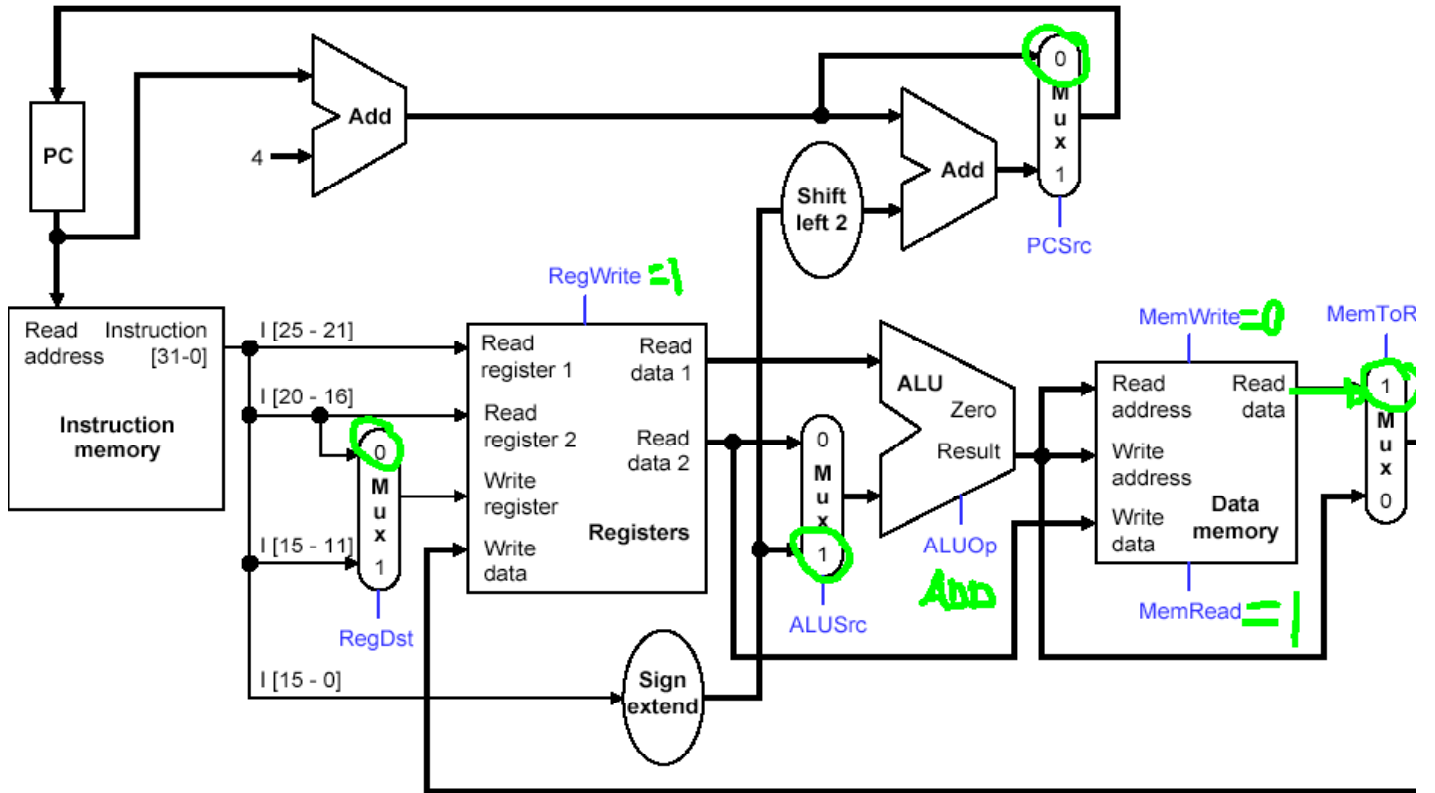 0
M
u
x
1
PCSrc
Add
4
PC
Add
Shift
left 2
RegWrite =1
MemWrite =0
MemToR
Read
address
Instruction
[31-0]
Instruction
memory
I [25 - 21]
I [20 - 16]
I [15 - 11]
I [15 - 0]
0
M
u
x
1
RegDst
Read
register 1
Read
register 2
Write
register
Write
data
Read
data 1
Read
data 2
Registers
0
M
u
x
1
ALUSrc
ALU
Zero
Result
ALUOp
ADD
Read
address
Write
address
Write
data
Read
data
Data
memory
MemRead =1
1
M
u
x
0
Sign
extend